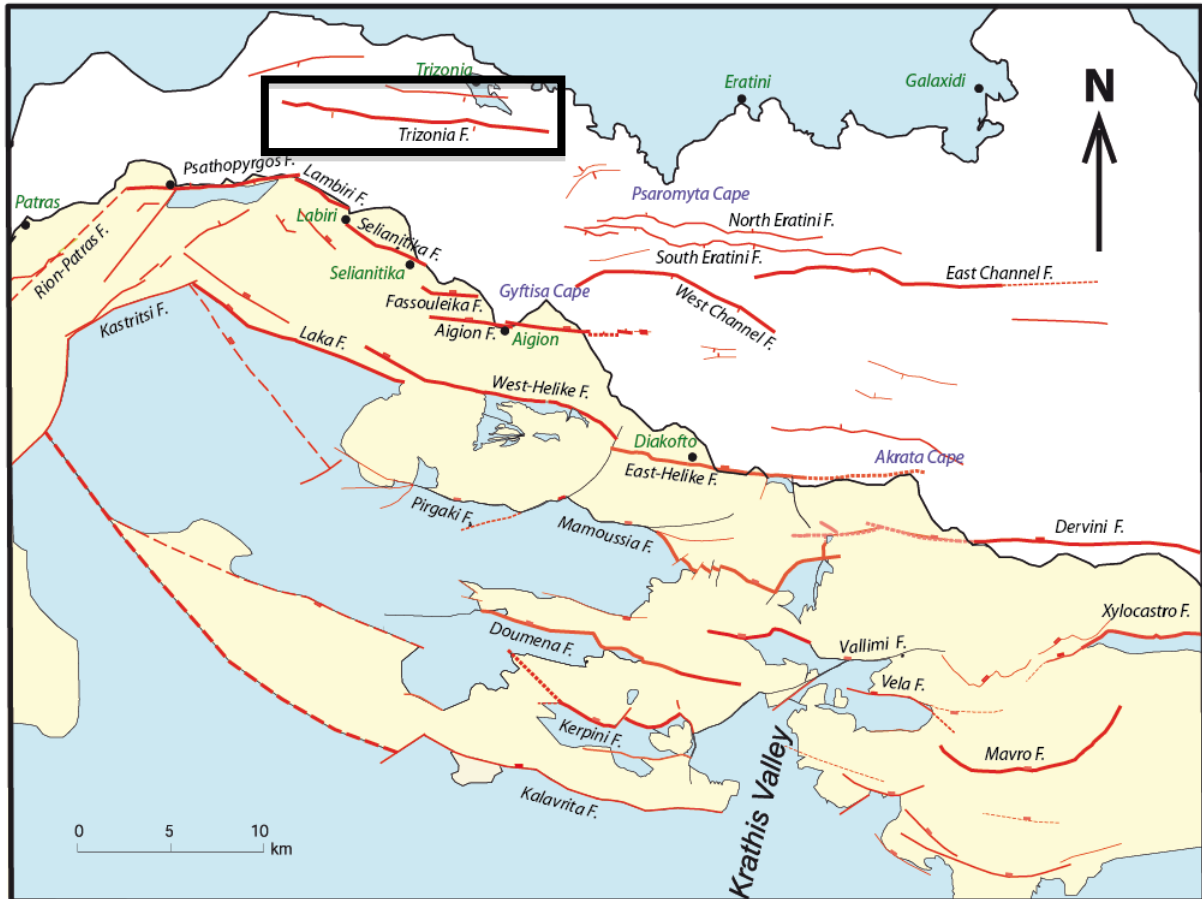 Trizonia
Eratini
Galaxidi
N
Trizonia F.
Psathopyrgos F.
Lambiri F.
Patras
Labiri
Psaromyta Cape
North Eratini F.
Rion-Patras F.
Selianitika F.
South Eratini F.
East Channel F.
Selianitika
Gyftisa Cape
West Channel F.
Kastritsi F.
Fassouleika F.
Laka F.
Aigion F.
Aigion
West-Helike F.
Diakofto
Akrata Cape
East-Helike F.
Pirgaki F.
Mamoussia F.
Dervini F.
Xylocastro F.
Doumena F.
Vallimi F.
Vela F.
Kerpini F.
Mavro F.
Kalavrita F.
Krathis Valley
0 5 10
km